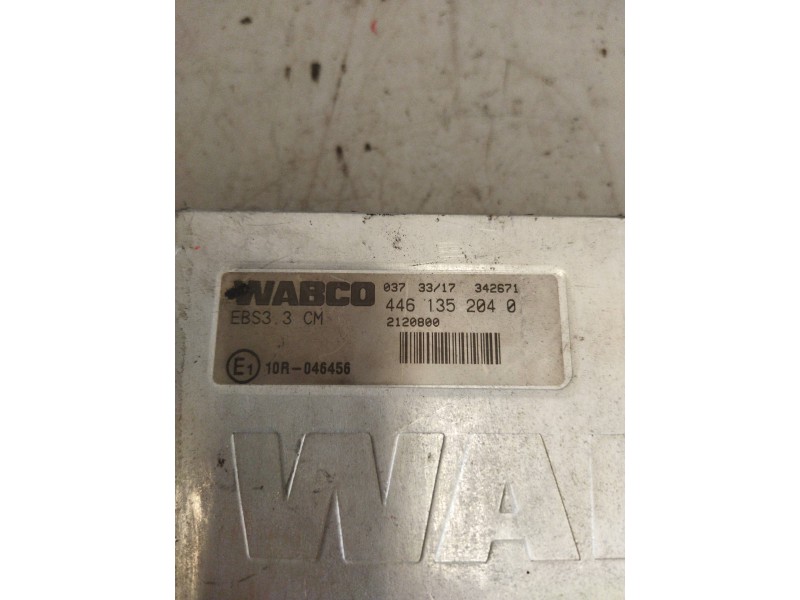 WABCO 037 33/17 342671
446 135 204 0
EBS3.3 CM 2120800
E1 10R-046456
WA